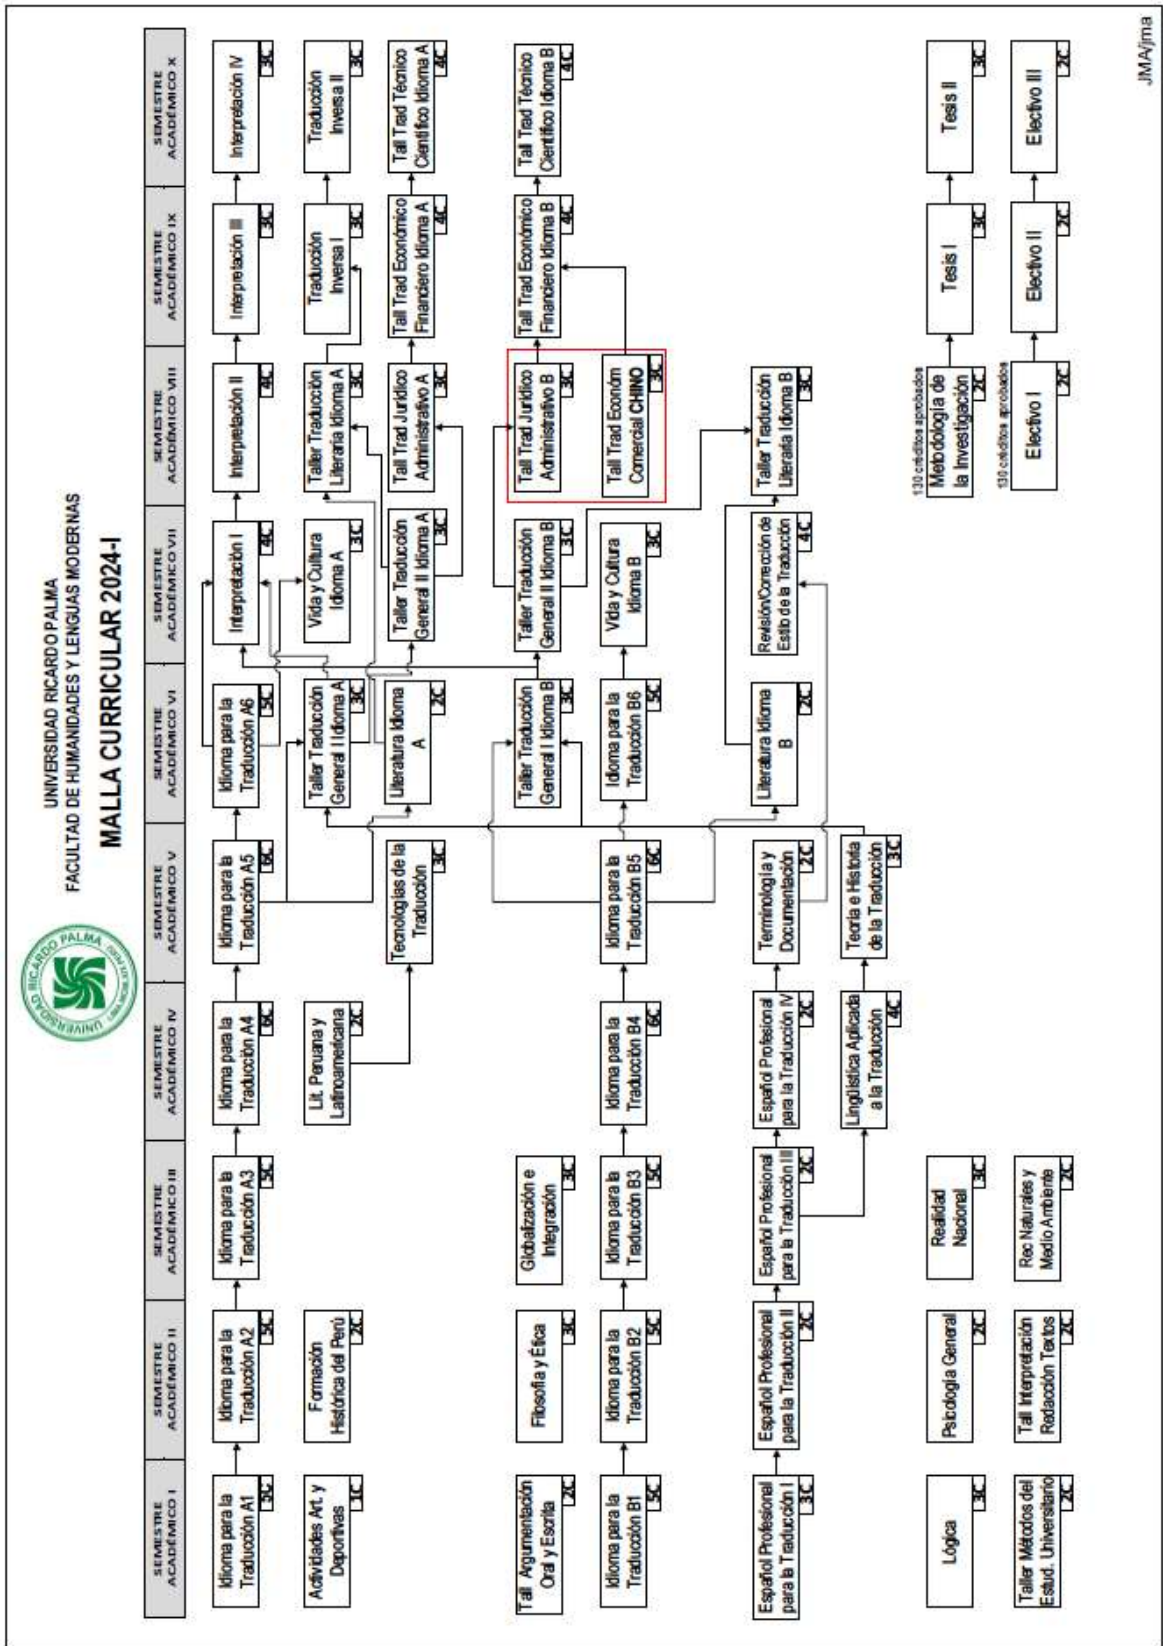 UNIVERSIDAD RICARDO PALMA
FACULTAD DE HUMANIDADES Y LENGUAS MODERNAS
MALLA CURRICULAR 2024-I
UNIVERSIDAD RICARDO PALMA
SEMESTRE
ACADÉMICO I
SEMESTRE
ACADÉMICO II
SEMESTRE
ACADÉMICO III
SEMESTRE
ACADÉMICO IV
SEMESTRE
ACADÉMICO V
SEMESTRE
ACADÉMICO VI
SEMESTRE
ACADÉMICO VII
SEMESTRE
ACADÉMICO VIII
SEMESTRE
ACADÉMICO IX
SEMESTRE
ACADÉMICO X
Idioma para la
Traducción A1
5C
Idioma para la
Traducción A2
5C
Idioma para la
Traducción A3
5C
Idioma para la
Traducción A4
6C
Idioma para la
Traducción A5
6C
Idioma para la
Traducción A6
5C
Interpretación I
4C
Interpretación II
4C
Interpretación III
3C
Interpretación IV
3C
Actividades Art. y
Deportivas
1C
Formación
Histórica del Perú
2C
Lit. Peruana y
Latinoamericana
2C
Taller Traducción
General I Idioma A
3C
Vida y Cultura
Idioma A
3C
Taller Traducción
Literaria Idioma A
3C
Traducción
Inversa I
3C
Traducción
Inversa II
3C
Tecnologías de la
Traducción
3C
Literatura Idioma
A
2C
Taller Traducción
General II Idioma A
3C
Tall Trad Jurídico
Administrativo A
3C
Tall Trad Económico
Financiero Idioma A
4C
Tall Trad Técnico
Científico Idioma A
4C
Tall Argumentación
Oral y Escrita
2C
Filosofía y Ética
3C
Globalización e
Integración
3C
Taller Traducción
General I Idioma B
3C
Taller Traducción
General II Idioma B
3C
Tall Trad Jurídico
Administrativo B
3C
Tall Trad Económico
Financiero Idioma B
4C
Tall Trad Técnico
Científico Idioma B
4C
Idioma para la
Traducción B1
5C
Idioma para la
Traducción B2
5C
Idioma para la
Traducción B3
5C
Idioma para la
Traducción B4
6C
Idioma para la
Traducción B5
6C
Idioma para la
Traducción B6
5C
Vida y Cultura
Idioma B
3C
Tall Trad Económ
Comercial CHINO
3C
Español Profesional
para la Traducción I
3C
Español Profesional
para la Traducción II
2C
Español Profesional
para la Traducción III
2C
Español Profesional
para la Traducción IV
2C
Terminología y
Documentación
2C
Literatura Idioma
B
2C
Revisión/Corrección de
Estilo de la Traducción
4C
Taller Traducción
Literaria Idioma B
3C
Lingüística Aplicada
a la Traducción
4C
Teoría e Historia
de la Traducción
3C
Lógica
3C
Psicología General
2C
Realidad
Nacional
3C
130 créditos aprobados
Metodología de
la Investigación
2C
Tesis I
3C
Tesis II
3C
Taller Métodos del
Estud. Universitario
2C
Tall Interpretación
Redacción Textos
2C
Rec Naturales y
Medio Ambiente
2C
130 créditos aprobados
Electivo I
2C
Electivo II
2C
Electivo III
2C
JMA/jma